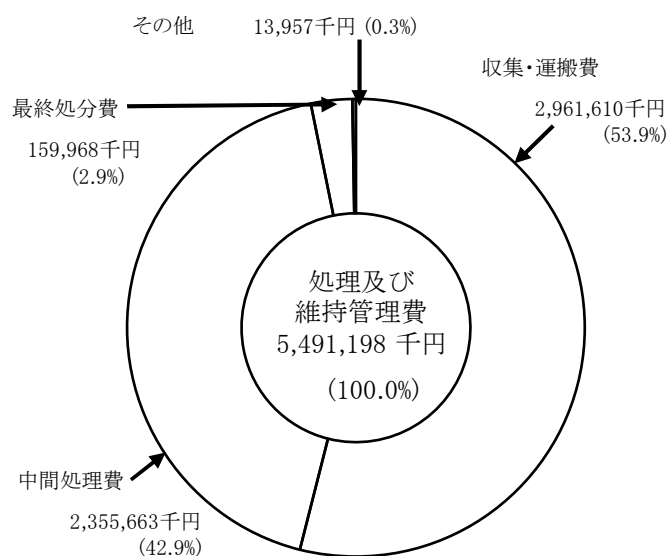 その他 13,957千円 (0.3%)
収集・運搬費
2,961,610千円
(53.9%)
最終処分費
159,968千円
(2.9%)
処理及び
維持管理費
5,491,198 千円
(100.0%)
中間処理費
2,355,663千円
(42.9%)